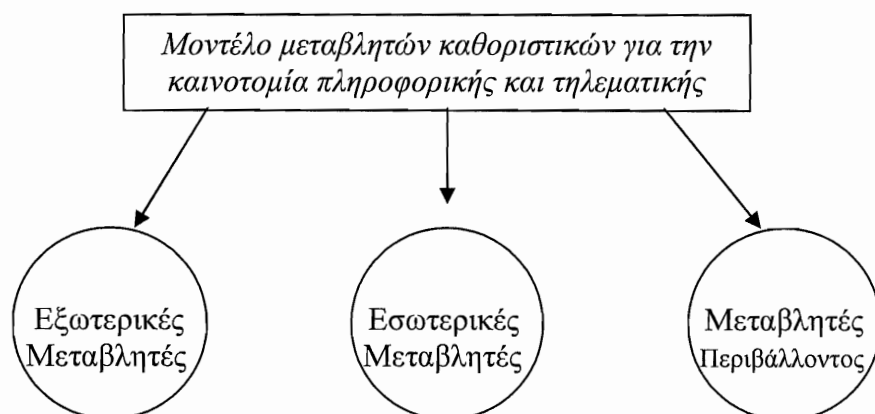 Μοντέλο μεταβλητών καθοριστικών για την
καινοτομία πληροφορικής και τηλεματικής
Εξωτερικές
Μεταβλητές
Εσωτερικές
Μεταβλητές
Μεταβλητές
Περιβάλλοντος